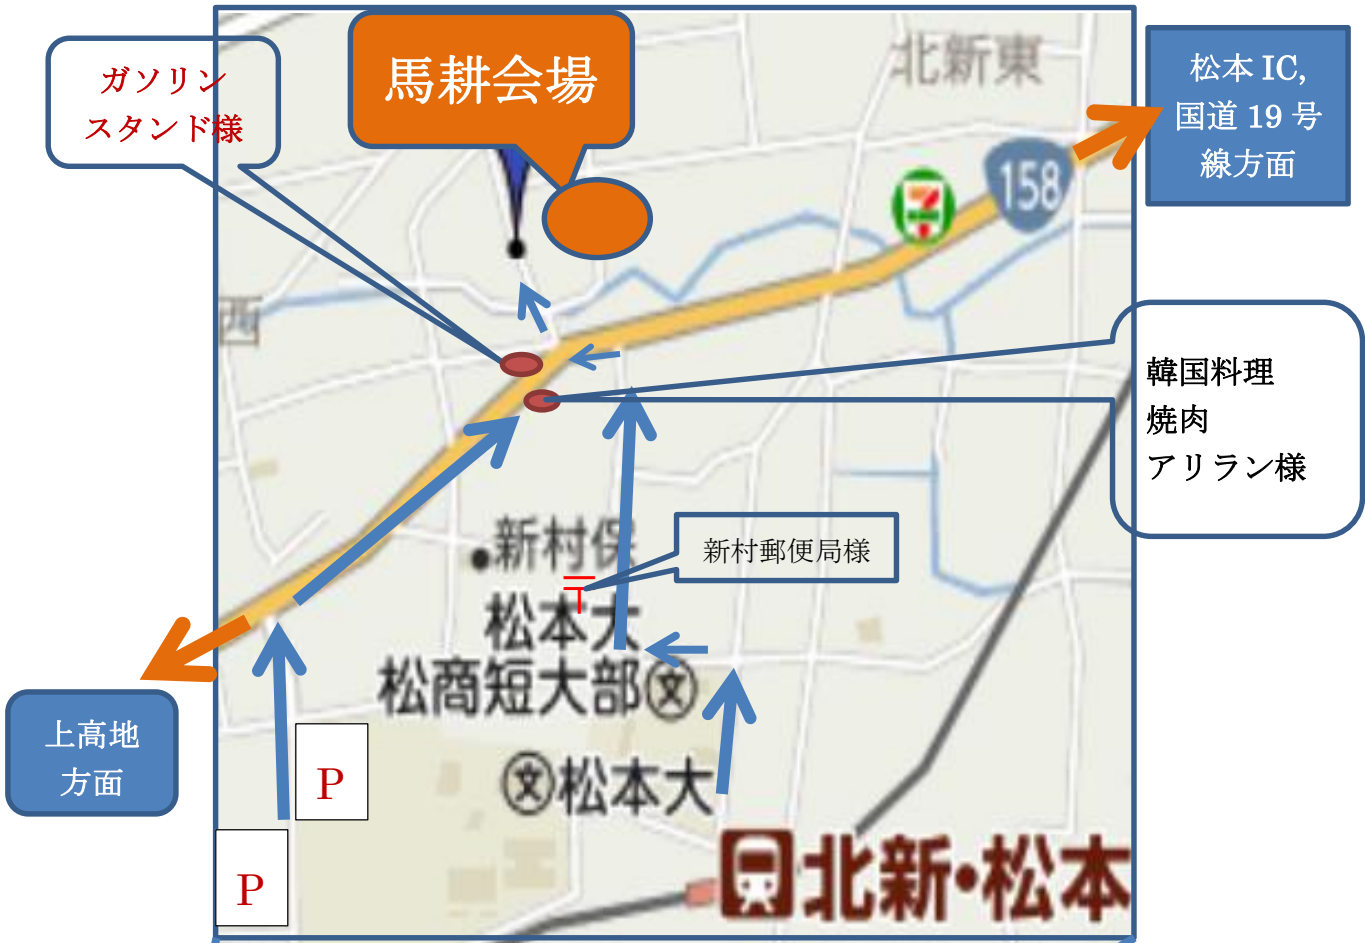 ガソリン
スタンド様
馬耕会場
北新東
松本 IC,
国道 19 号
線方面
158
西
韓国料理
焼肉
アリラン様
新村保
新村郵便局様
〒
松本大
松商短大部
文
上高地
方面
P
文
松本大
P
北新・松本